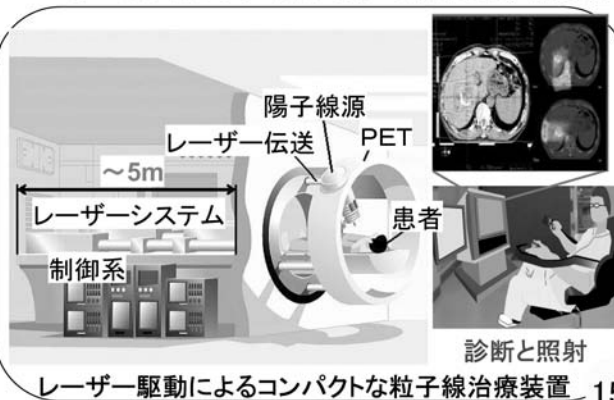 陽子線源
レーザー伝送
PET
~5m
レーザーシステム
患者
制御系
診断と照射
レーザー駆動によるコンパクトな粒子線治療装置